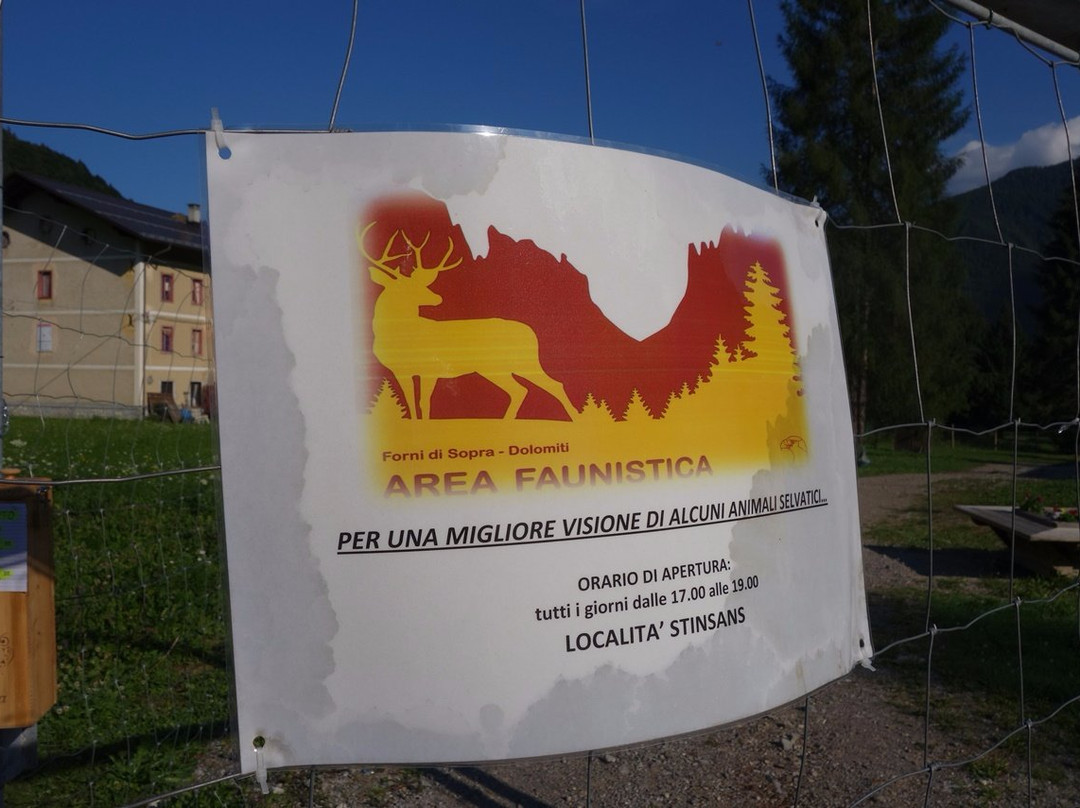 Forni di Sopra - Dolomiti
AREA FAUNISTICA
PER UNA MIGLIORE VISIONE DI ALCUNI ANIMALI SELVATICI...
ORARIO DI APERTURA:
tutti i giorni dalle 17.00 alle 19.00
LOCALITA' STINSANS